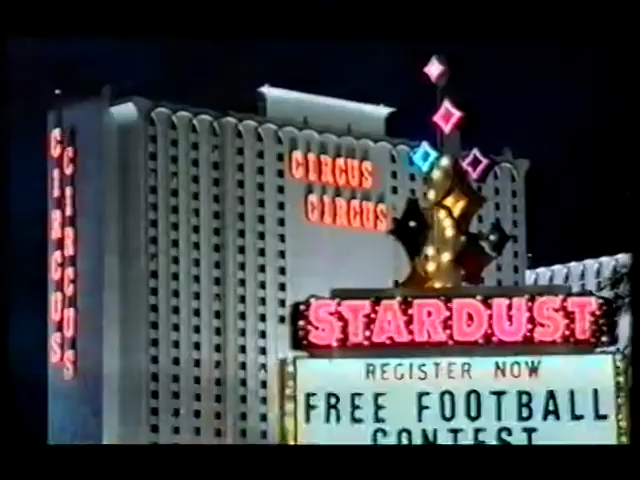 CIRCUS
CIRCUS
CIRCUS
CIRCUS
STARDUST
REGISTER NOW
FREE FOOTBALL
CONTEST